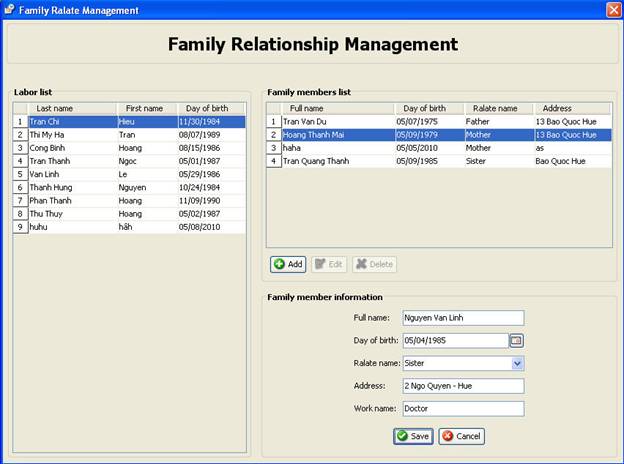 Family Ralate Management
Family Relationship Management
Labor list
Last name First name Day of birth
1 Tran Chi Hieu 11/30/1984
2 Thi My Ha Tran 08/07/1989
3 Cong Binh Hoang 08/15/1986
4 Tran Thanh Ngoc 05/01/1987
5 Van Linh Le 05/29/1986
6 Thanh Hung Nguyen 10/24/1984
7 Phan Thanh Hoang 11/09/1990
8 Thu Thuy Hoang 05/02/1987
9 huhu hãh 05/08/2010
Family members list
Full name Day of birth Ralate name Address
1 Tran Van Du 05/07/1975 Father 13 Bao Quoc Hue
2 Hoang Thanh Mai 05/09/1979 Mother 13 Bao Quoc Hue
3 haha 05/05/2010 Mother as
4 Tran Quang Thanh 05/09/1985 Sister Bao Quoc Hue
Add Edit Delete
Family member information
Full name: Nguyen Van Linh
Day of birth: 05/04/1985
Ralate name: Sister
Address: 2 Ngo Quyen - Hue
Work name: Doctor
Save Cancel